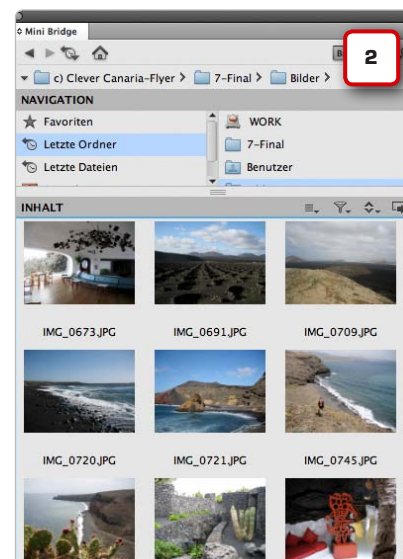 Mini Bridge
B
2
c) Clever Canaria-Flyer > 7-Final > Bilder >
NAVIGATION
Favoriten
WORK
Letzte Ordner
7-Final
Letzte Dateien
Benutzer
INHALT
IMG_0673.JPG IMG_0691.JPG IMG_0709.JPG
IMG_0720.JPG IMG_0721.JPG IMG_0745.JPG